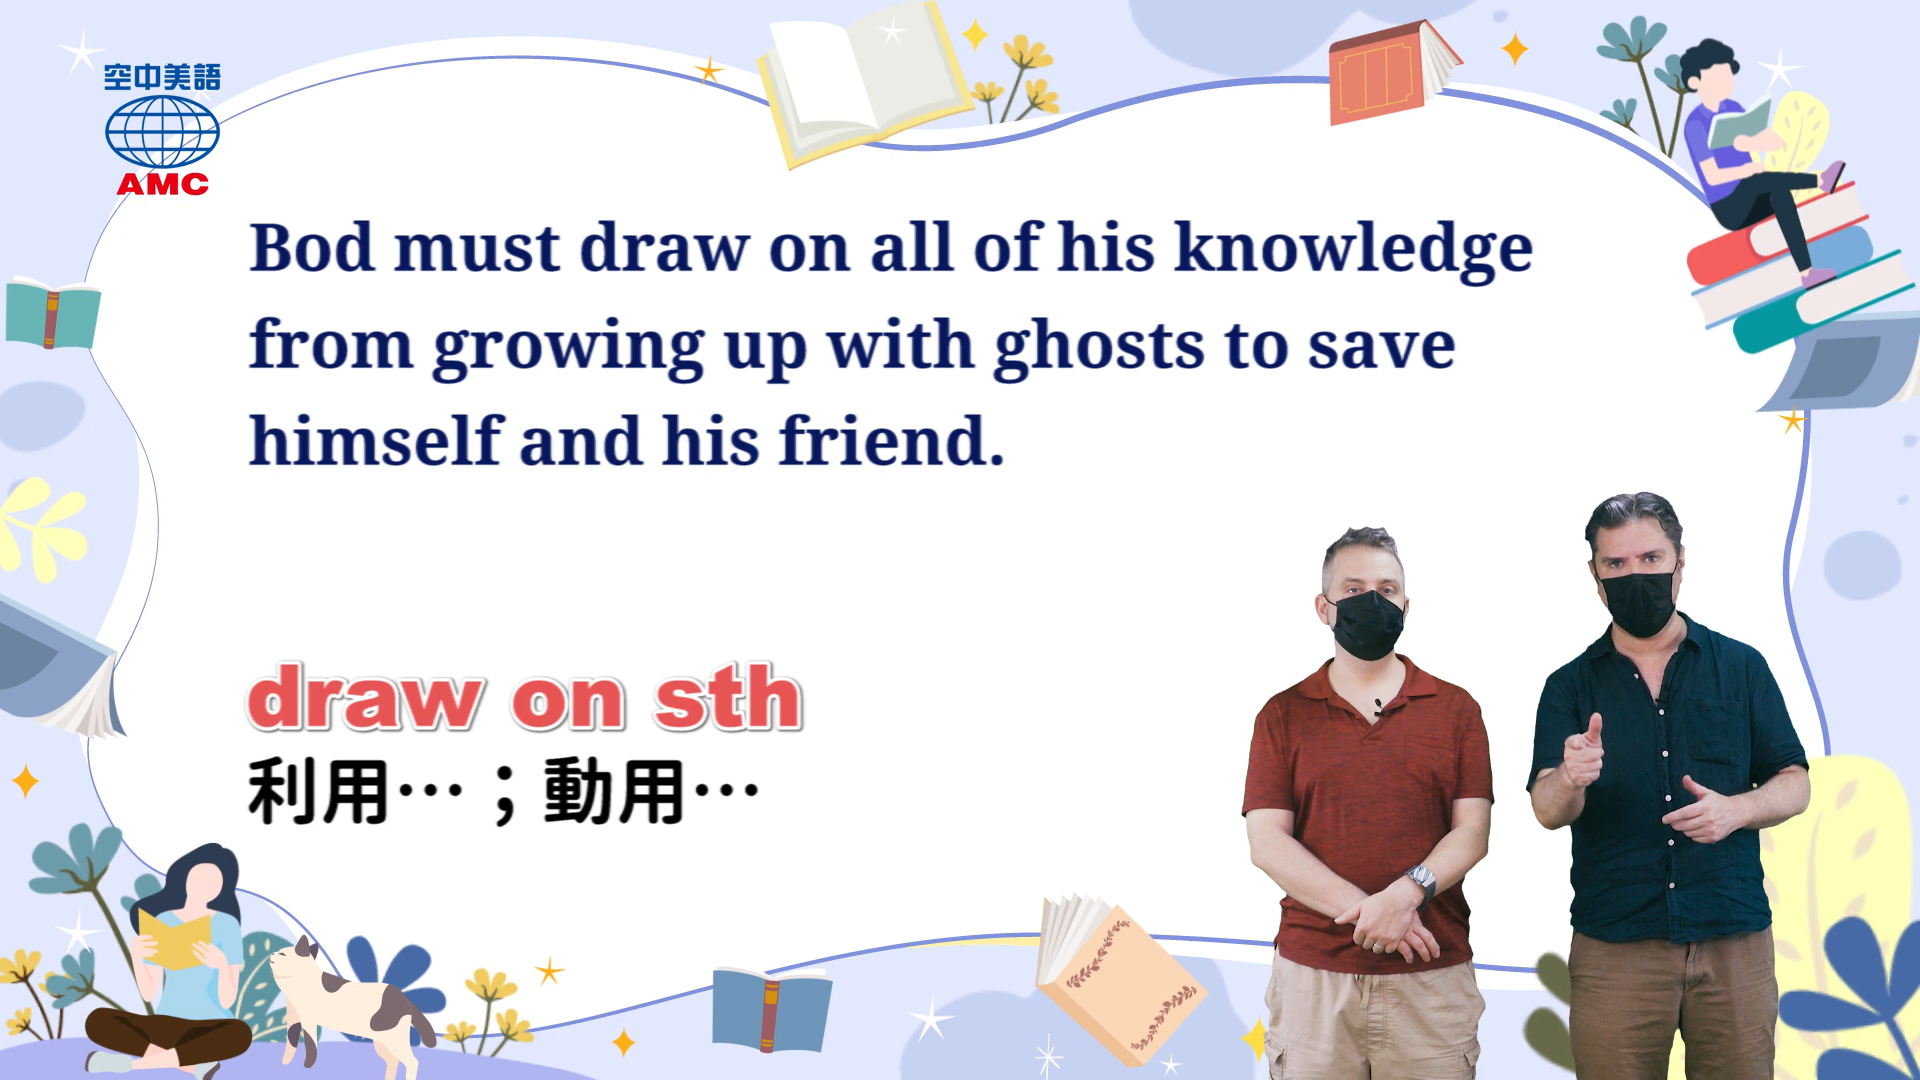 空中美語
AMC
Bod must draw on all of his knowledge
from growing up with ghosts to save
himself and his friend.
draw on sth
利用…；動用…